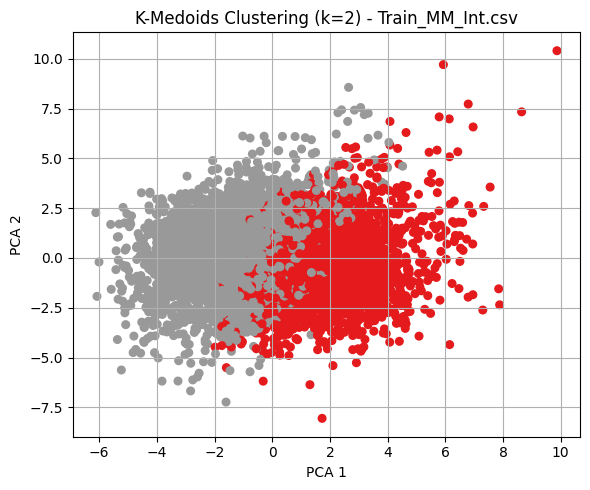 K-Medoids Clustering (k=2) - Train_MM_Int.csv
10.0
7.5
5.0
2.5
0.0
−2.5
−5.0
−7.5
PCA 2
−6 −4 −2 0 2 4 6 8 10
PCA 1